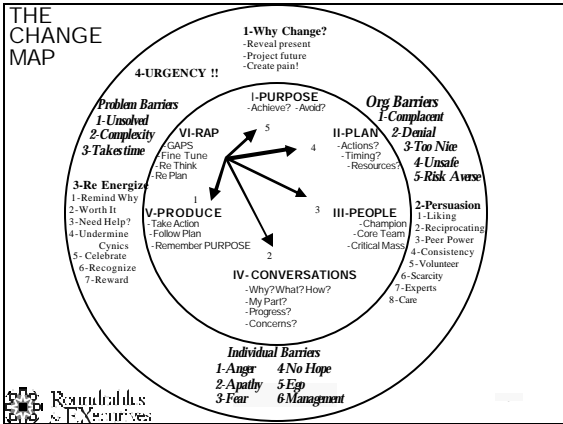 THE
CHANGE
MAP
1-Why Change?
-Reveal present
-Project future
-Create pain!
4-URGENCY !!
Problem Barriers
1-Unsolved
2-Complexity
3-Takes time
Org Barriers
1-Complacent
2-Denial
3-Too Nice
4-Unsafe
5-Risk Averse
I-PURPOSE
-Achieve? -Avoid?
VI-RAP
-GAPS
-Fine Tune
-Re Think
-Re Plan
5
4
3
2
1
II-PLAN
-Actions?
-Timing?
-Resources?
3-Re Energize
1-Remind Why
2-Worth It
3-Need Help?
4-Undermine
Cynics
5- Celebrate
6-Recognize
7-Reward
V-PRODUCE
-Take Action
-Follow Plan
-Remember PURPOSE
III-PEOPLE
-Champion
-Core Team
-Critical Mass
2-Persuasion
1-Liking
2-Reciprocating
3-Peer Power
4-Consistency
5-Volunteer
6-Scarcity
7-Experts
8-Care
IV- CONVERSATIONS
-Why?What?How?
-My Part?
-Progress?
-Concerns?
Individual Barriers
1-Anger 4-No Hope
2-Apathy 5-Ego
3-Fear 6-Management